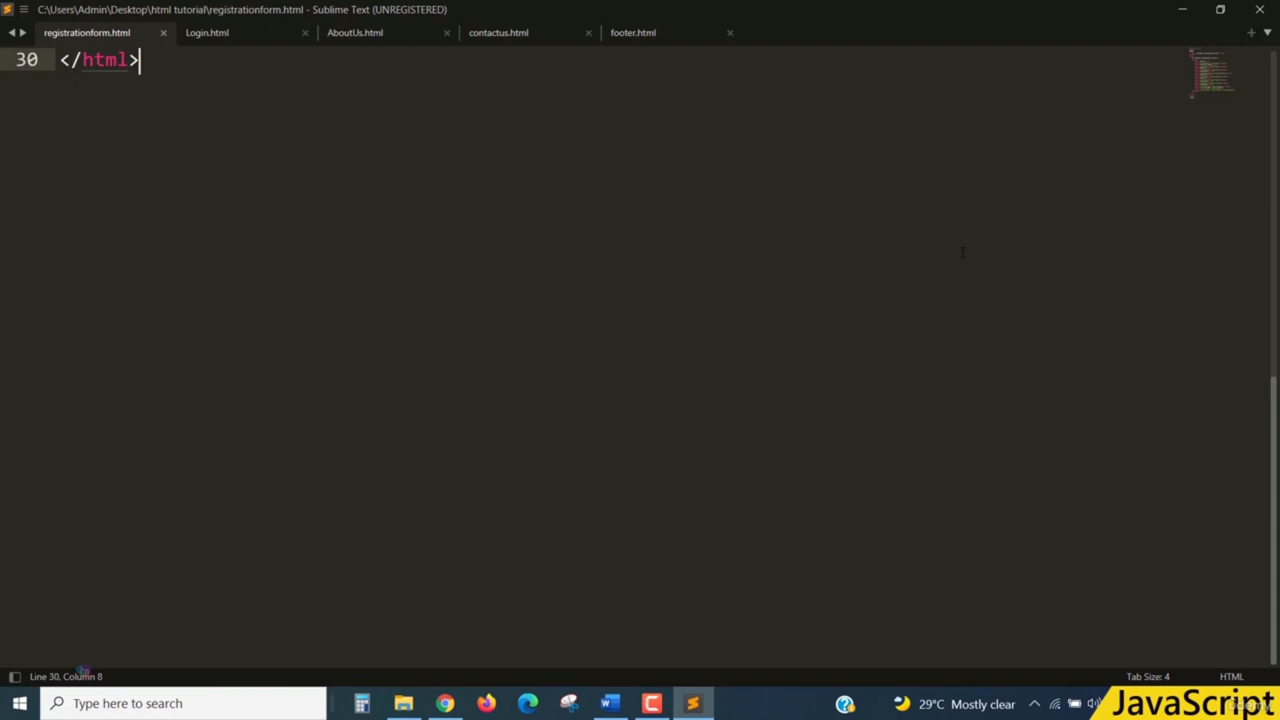 C:\Users\Admin\Desktop\html tutorial\registrationform.html - Sublime Text (UNREGISTERED)
registrationform.html
Login.html
AboutUs.html
contactus.html
footer.html
30 </html>
Line 30, Column 8
Tab Size: 4
HTML
Type here to search
29°C Mostly clear
JavaScript